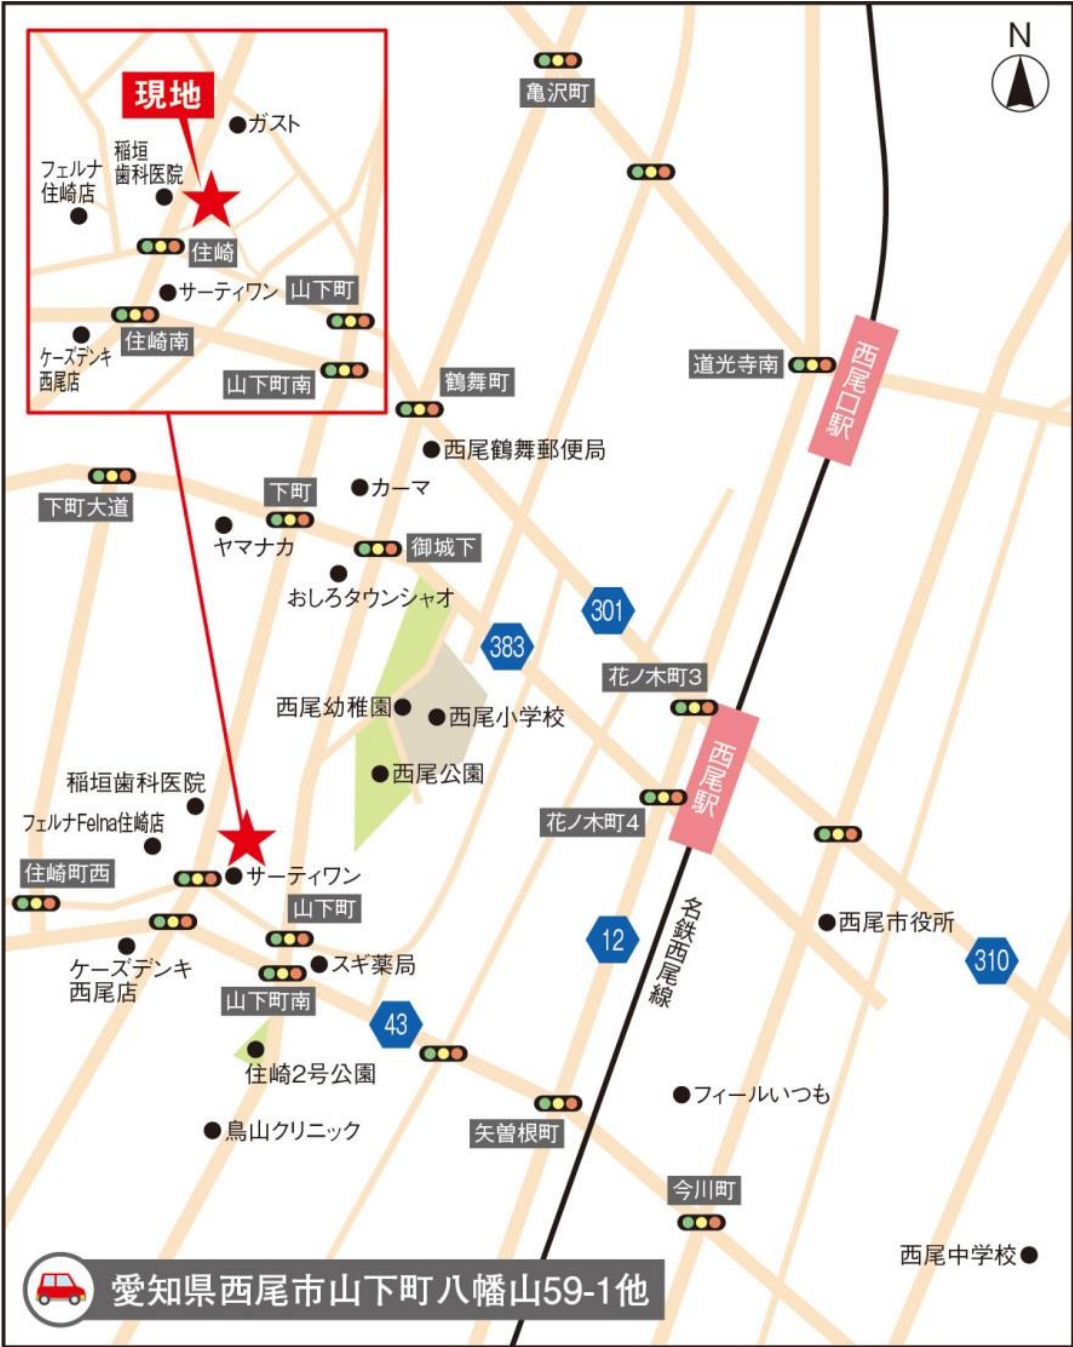 N
現地
ガスト
稲垣
歯科医院
フェルナ
住崎店
住崎
サーティワン
山下町
住崎南
ケーズデンキ
西尾店
山下町南
亀沢町
道光寺南
西尾口駅
鶴舞町
西尾鶴舞郵便局
カーマ
下町
下町大道
ヤマナカ
御城下
おしろタウンシャオ
301
383
花ノ木町3
西尾幼稚園
西尾小学校
西尾公園
西尾駅
花ノ木町4
稲垣歯科医院
フェルナFelna住崎店
住崎町西
サーティワン
山下町
ケーズデンキ
西尾店
スギ薬局
山下町南
12
名鉄西尾線
西尾市役所
310
43
住崎2号公園
鳥山クリニック
矢曽根町
フィールいつも
今川町
西尾中学校
愛知県西尾市山下町八幡山59-1他